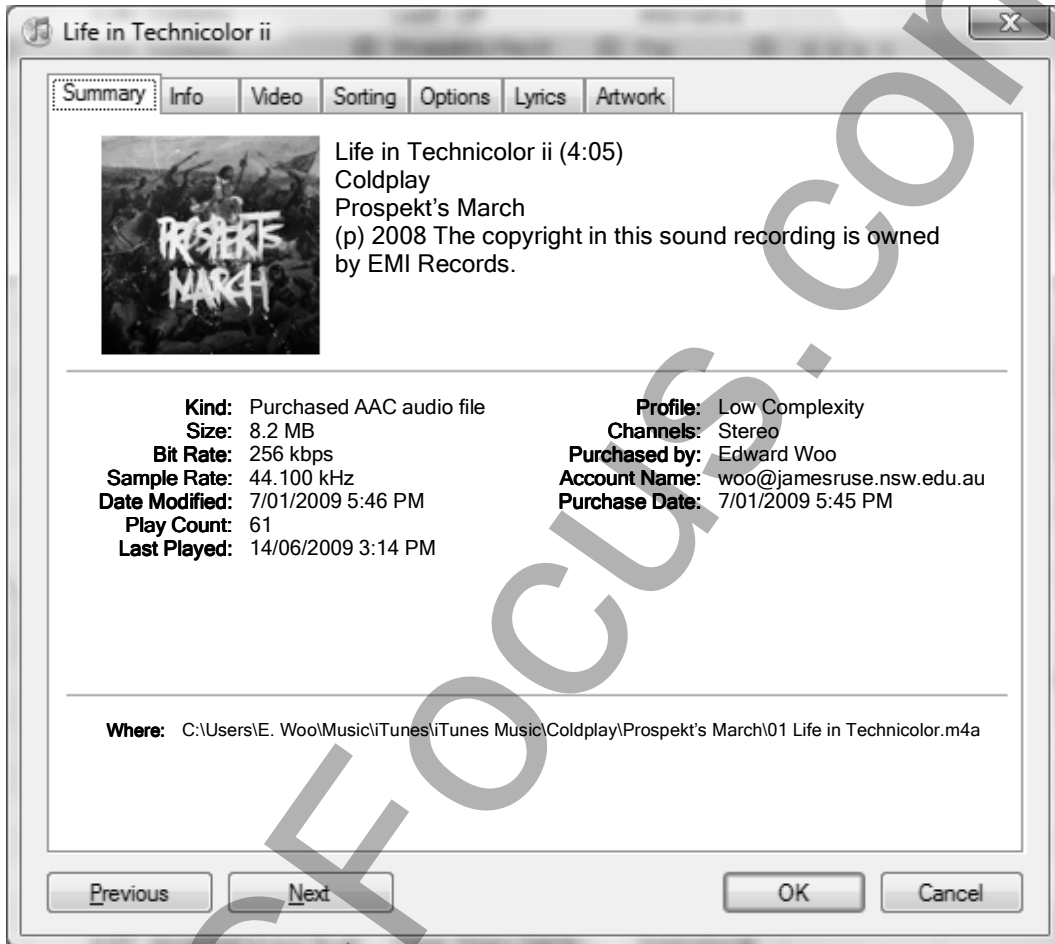 Life in Technicolor ii
Summary Info Video Sorting Options Lyrics Artwork
PROSPEKTS
MARCH
Life in Technicolor ii (4:05)
Coldplay
Prospekt's March
(p) 2008 The copyright in this sound recording is owned
by EMI Records.
Kind: Purchased AAC audio file
Size: 8.2 MB
Bit Rate: 256 kbps
Sample Rate: 44.100 kHz
Date Modified: 7/01/2009 5:46 PM
Play Count: 61
Last Played: 14/06/2009 3:14 PM
Profile: Low Complexity
Channels: Stereo
Purchased by: Edward Woo
Account Name: woo@jamesruse.nsw.edu.au
Purchase Date: 7/01/2009 5:45 PM
Where: C:\Users\E. Woo\Music\iTunes\iTunes Music\Coldplay\Prospekt's March\01 Life in Technicolor.m4a
Previous Next OK Cancel